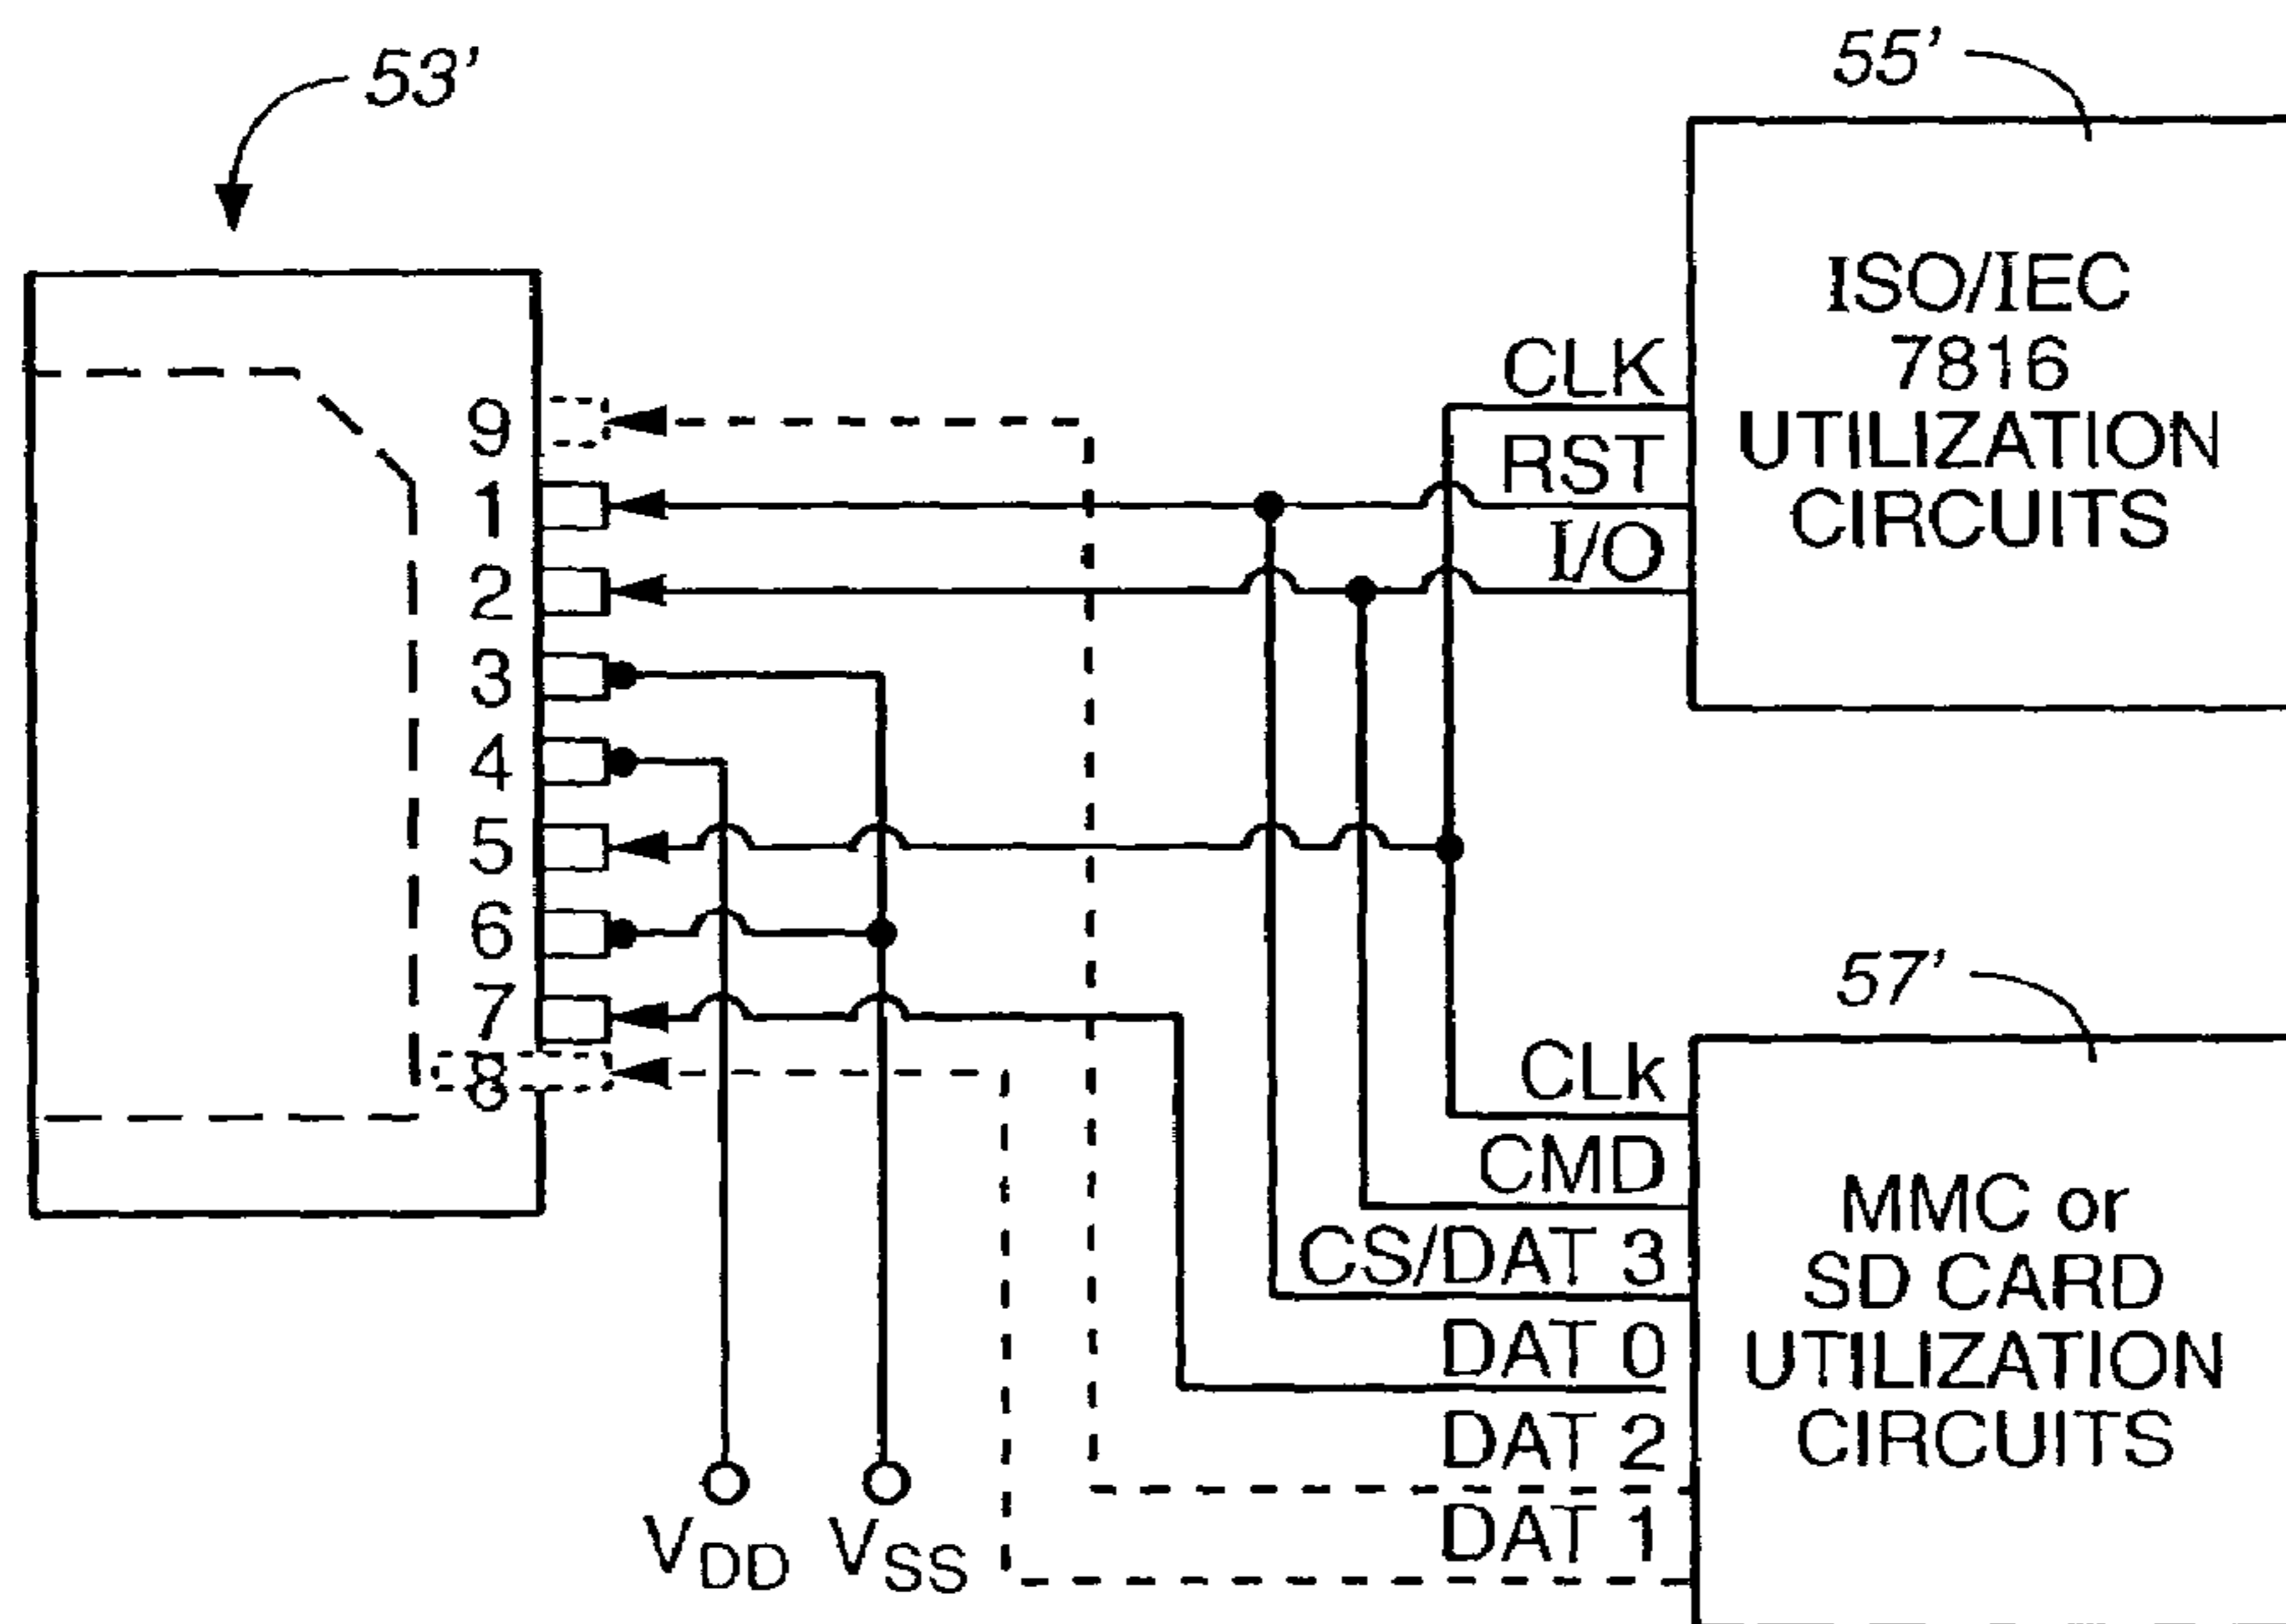 53'
55'
ISO/IEC
7816
UTILIZATION
CIRCUITS
CLK
RST
I/O
9
1
2
3
4
5
6
7
8
57'
CLk
CMD
CS/DAT 3
DAT 0
DAT 2
DAT 1
MMC or
SD CARD
UTILIZATION
CIRCUITS
VDD VSS